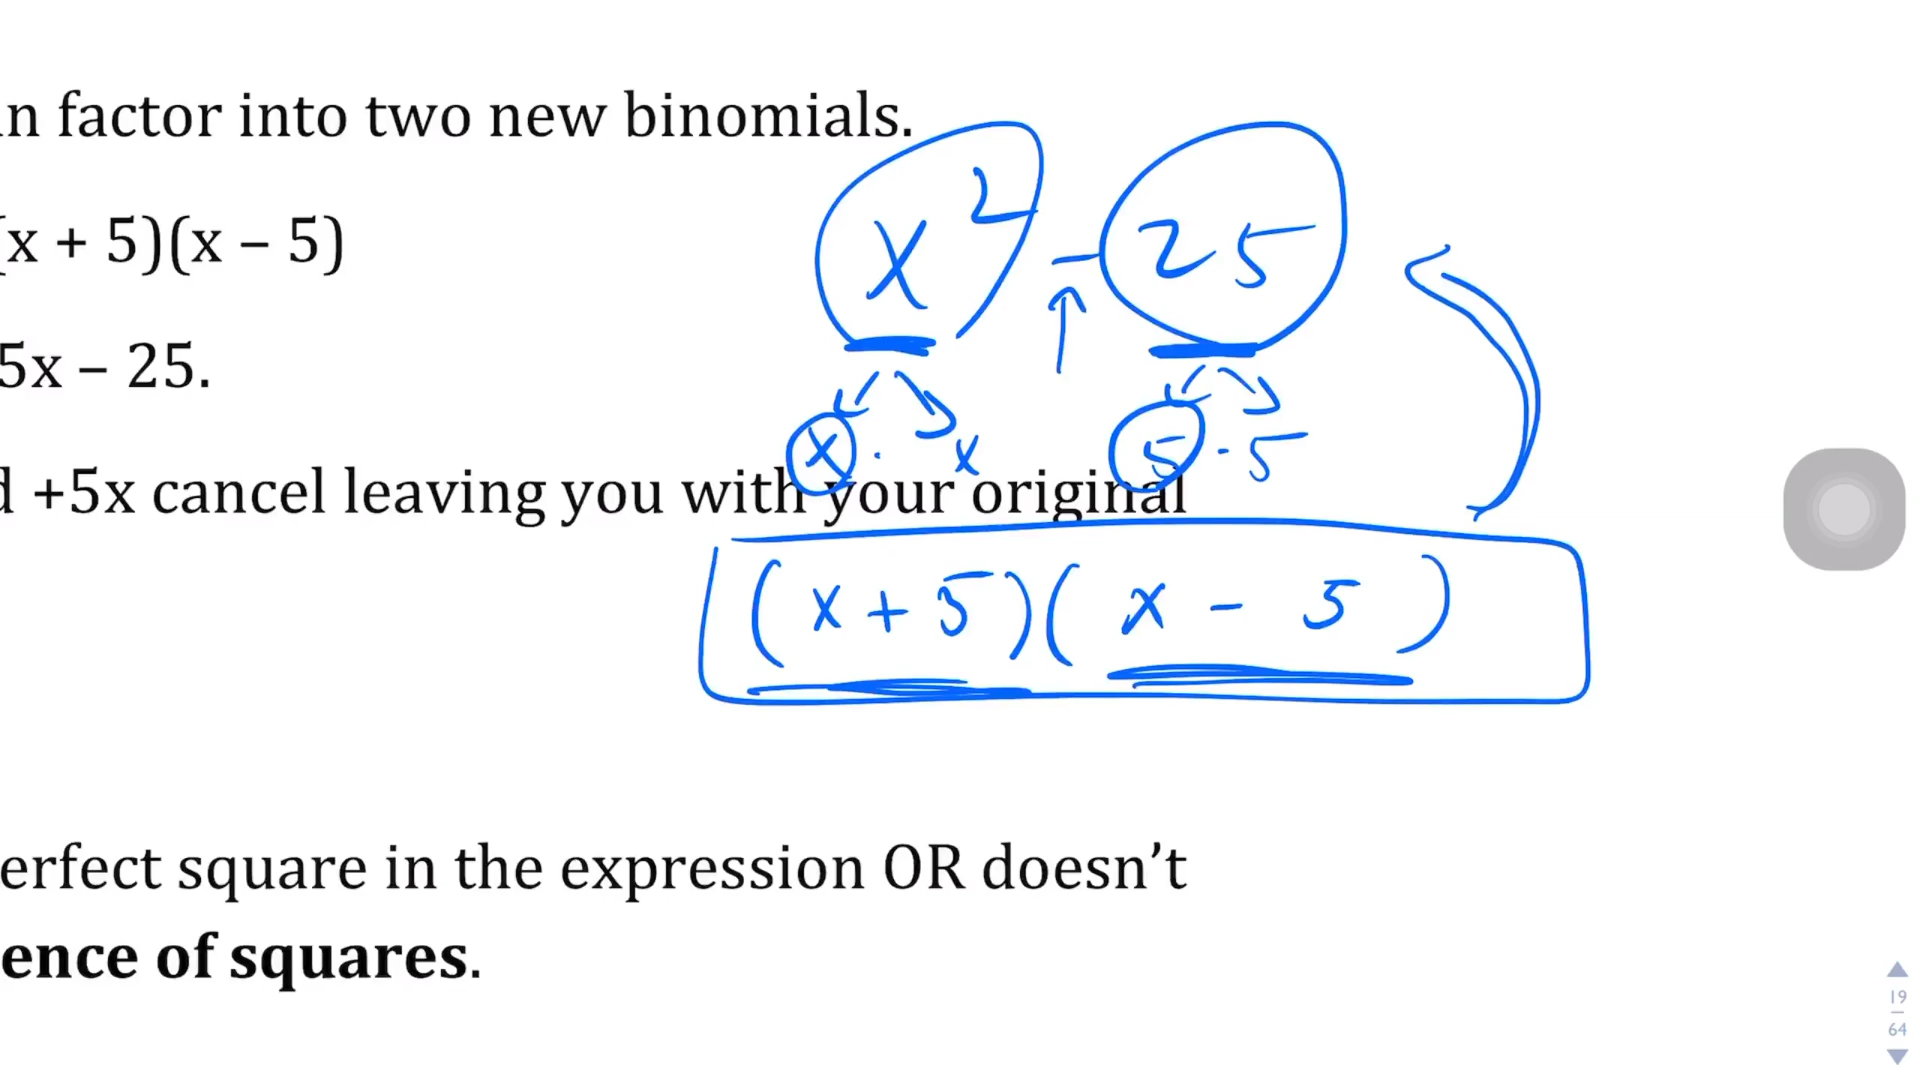 in factor into two new binomials.
x² - 25
(x + 5)(x – 5)
5x – 25.
x · x 5 · 5
d +5x cancel leaving you with your original
(x + 5)(x - 5)
erfect square in the expression OR doesn’t
ence of squares.
19
64